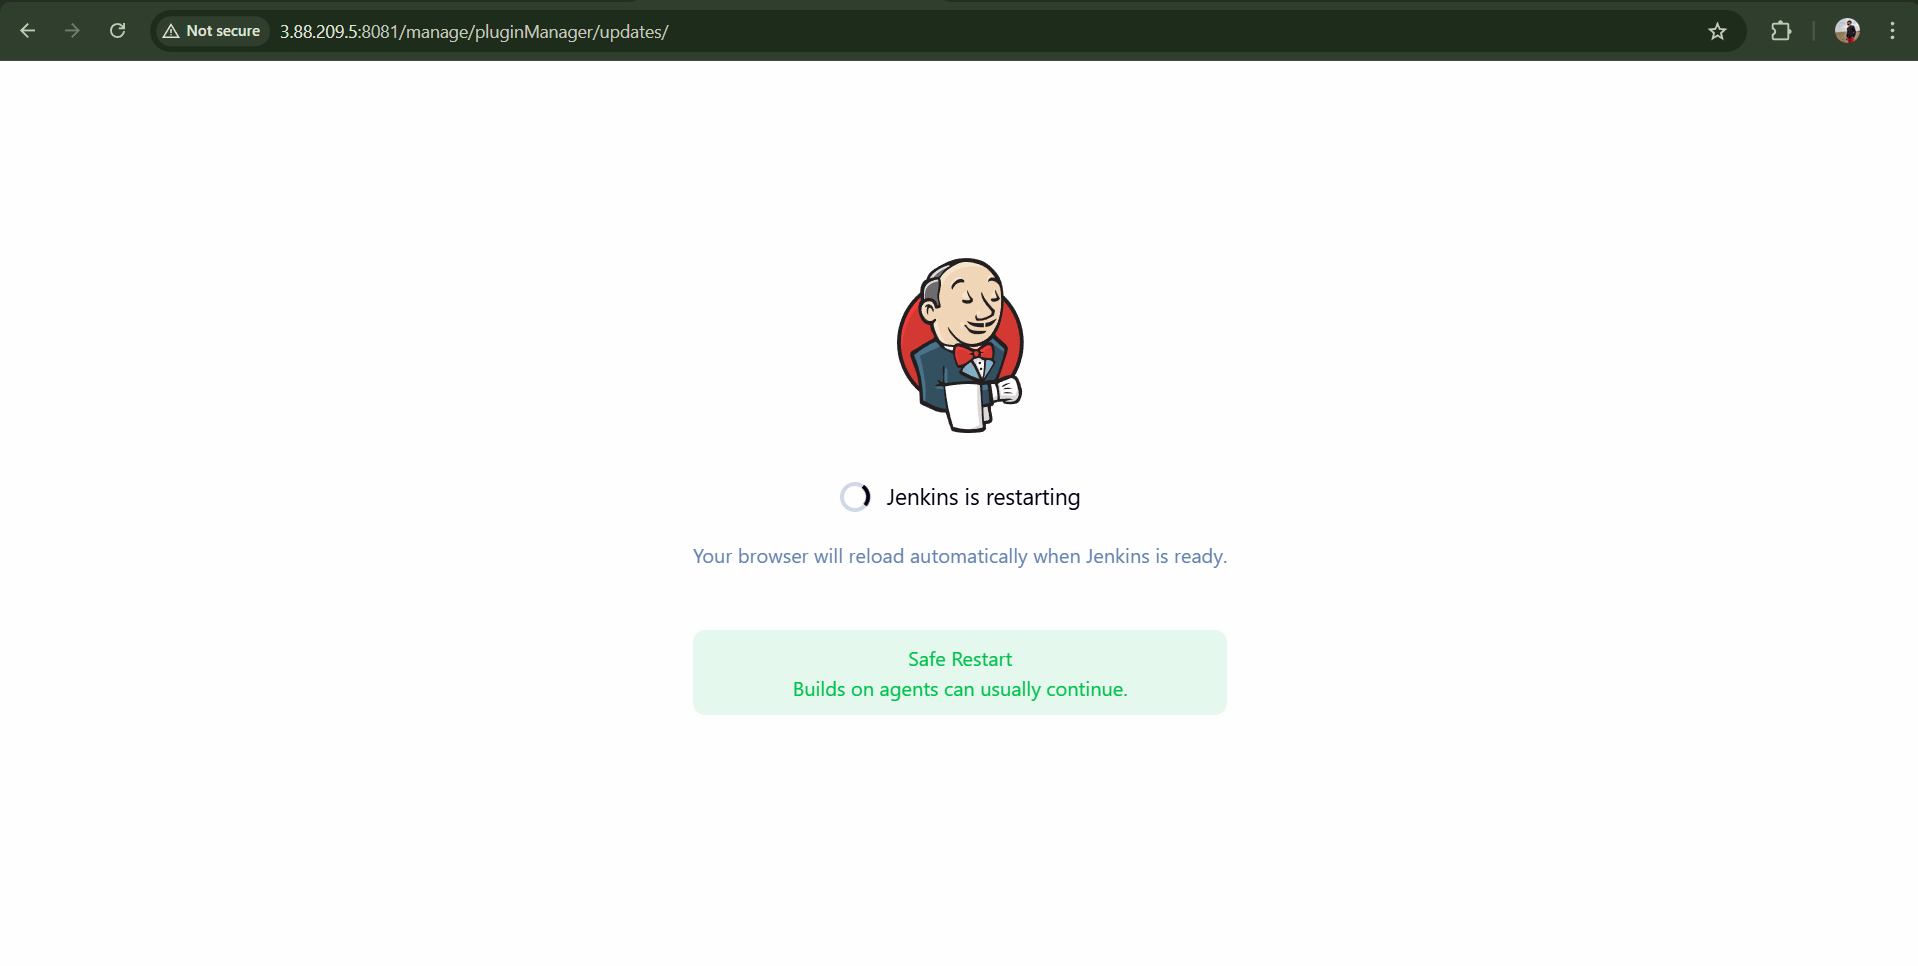 Not secure 3.88.209.5:8081/manage/pluginManager/updates/
Jenkins is restarting
Your browser will reload automatically when Jenkins is ready.
Safe Restart
Builds on agents can usually continue.